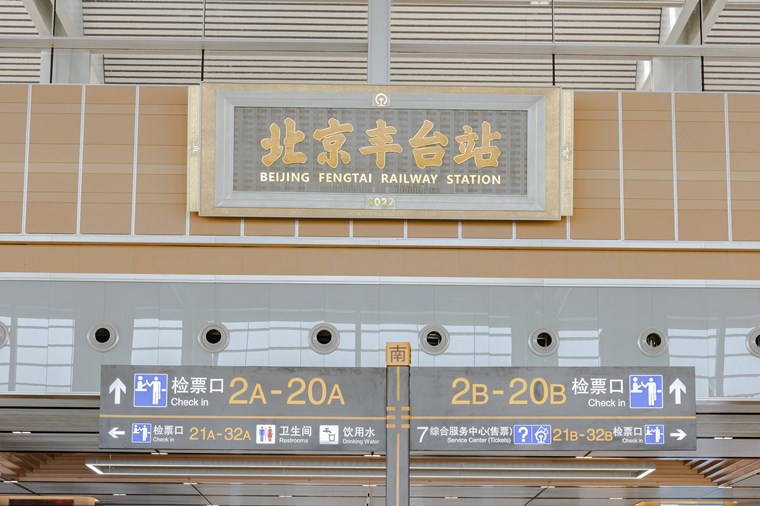 北京丰台站
BEIJING FENGTAI RAILWAY STATION
2022
南
检票口 2A-20A
Check in
检票口 21A-32A 卫生间 饮用水
Check in Restrooms Drinking Water
2B-20B 检票口
Check in
7 综合服务中心(售票) ? 21B-32B 检票口
Service Center (Tickets) Check in